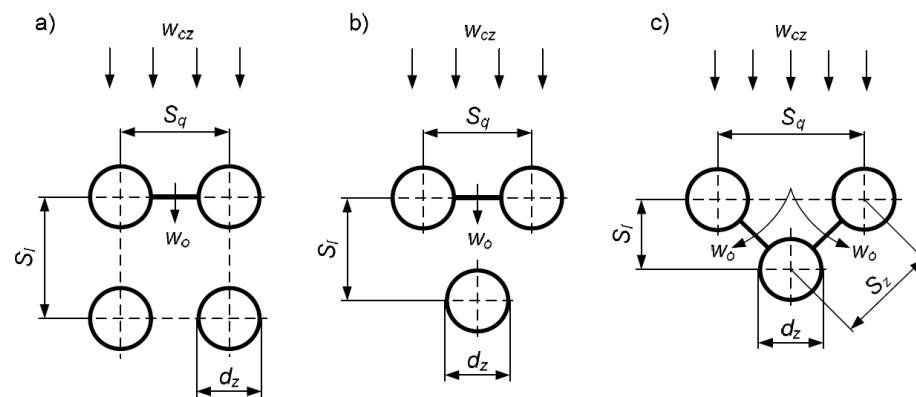 a)
w_cz
S_q
S_l
w_o
d_z
b)
w_cz
S_q
S_l
w_o
d_z
c)
w_cz
S_q
S_l
w_o
w_o
S_z
d_z